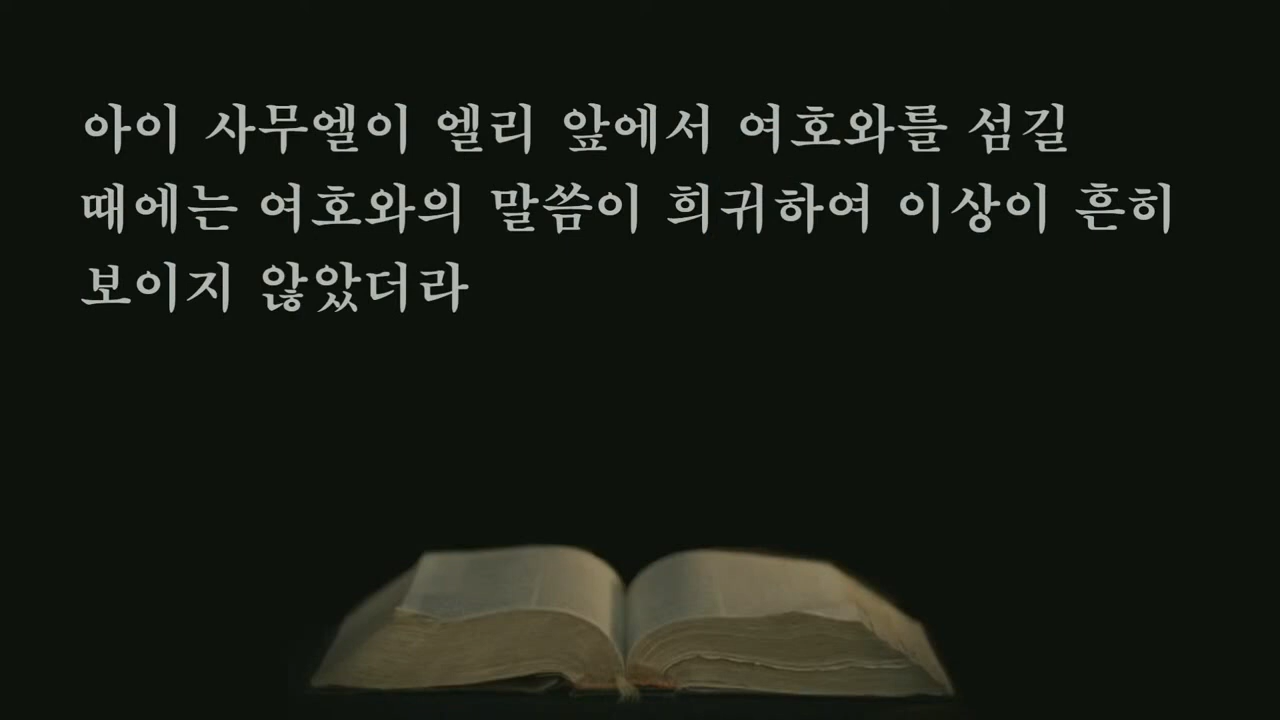 아이 사무엘이 엘리 앞에서 여호와를 섬길
때에는 여호와의 말씀이 희귀하여 이상이 흔히
보이지 않았더라